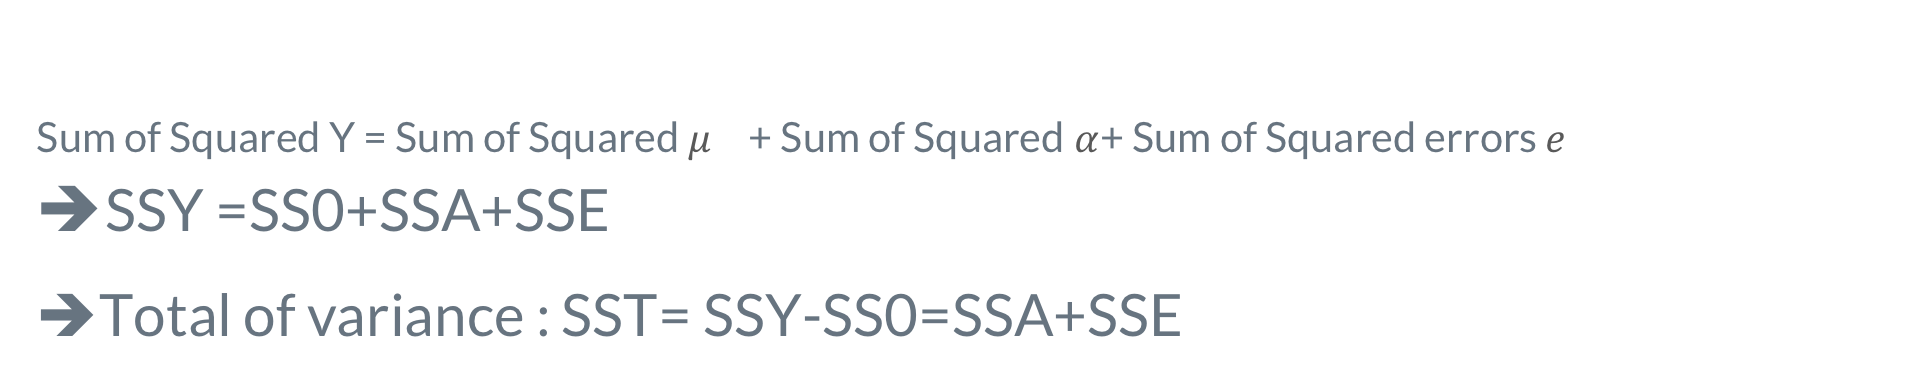 Sum of Squared Y = Sum of Squared μ + Sum of Squared α+ Sum of Squared errors e
➔SSY =SS0+SSA+SSE
➔Total of variance : SST= SSY-SS0=SSA+SSE